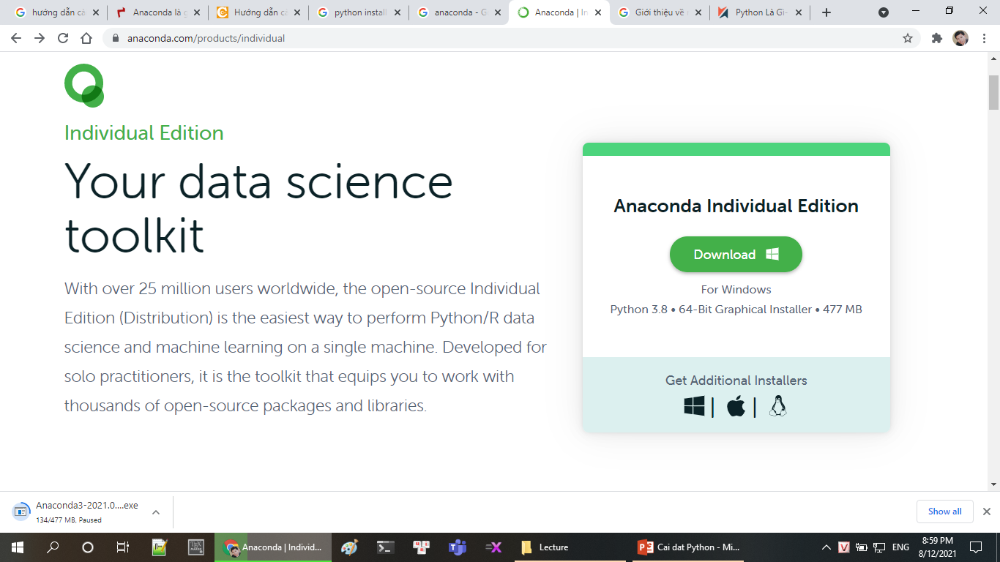 hướng dẫn cà
Anaconda là g
Hướng dẫn cà
python install
anaconda - G
Anaconda | In
Giới thiệu về
Python Là Gì-
anaconda.com/products/individual
Individual Edition
Your data science
toolkit
With over 25 million users worldwide, the open-source Individual
Edition (Distribution) is the easiest way to perform Python/R data
science and machine learning on a single machine. Developed for
solo practitioners, it is the toolkit that equips you to work with
thousands of open-source packages and libraries.
Anaconda Individual Edition
Download
For Windows
Python 3.8 • 64-Bit Graphical Installer • 477 MB
Get Additional Installers
Anaconda3-2021.0....exe
134/477 MB, Paused
Show all
Anaconda | Individ...
Lecture
Cai dat Python - Mi...
ENG
8:59 PM
8/12/2021